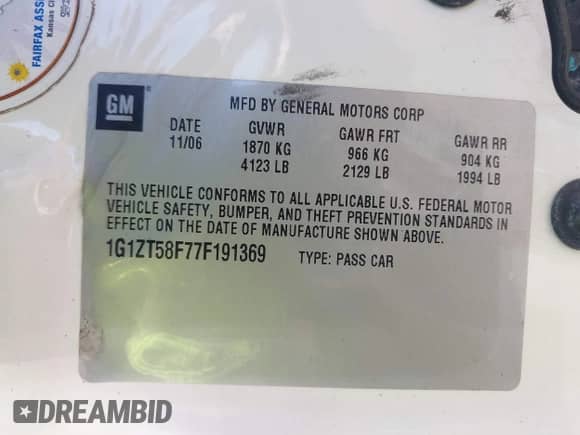 FAIRFAX ASS
Kansas Ci
GM
MFD BY GENERAL MOTORS CORP
DATE GVWR GAWR FRT GAWR RR
11/06 1870 KG 966 KG 904 KG
4123 LB 2129 LB 1994 LB
THIS VEHICLE CONFORMS TO ALL APPLICABLE U.S. FEDERAL MOTOR
VEHICLE SAFETY, BUMPER, AND THEFT PREVENTION STANDARDS IN
EFFECT ON THE DATE OF MANUFACTURE SHOWN ABOVE.
1G1ZT58F77F191369 TYPE: PASS CAR
DREAMBID